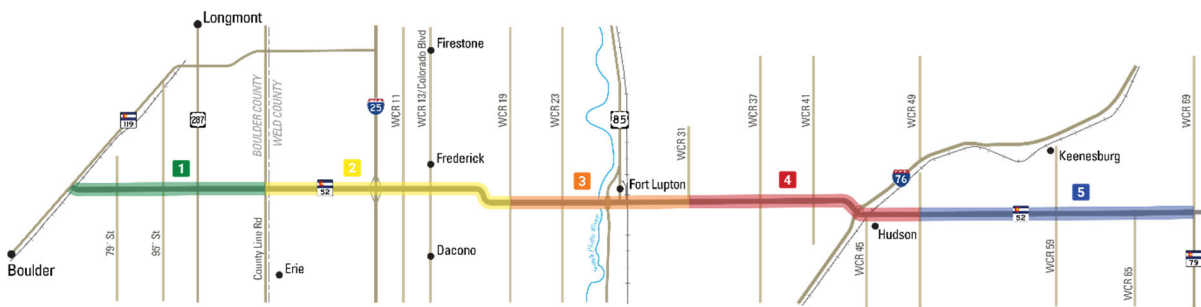 Longmont
Firestone
119
287
BOULDER COUNTY
WELD COUNTY
25
WCR 11
WCR 13/Colorado Blvd
WCR 19
WCR 23
85
WCR 31
WCR 37
WCR 41
WCR 49
WCR 69
1
2
52
Frederick
3
Fort Lupton
4
76
Keenesburg
5
52
Boulder
79th St
95th St
County Line Rd
Erie
Dacono
South Platte River
WCR 45
Hudson
WCR 59
WCR 65
79